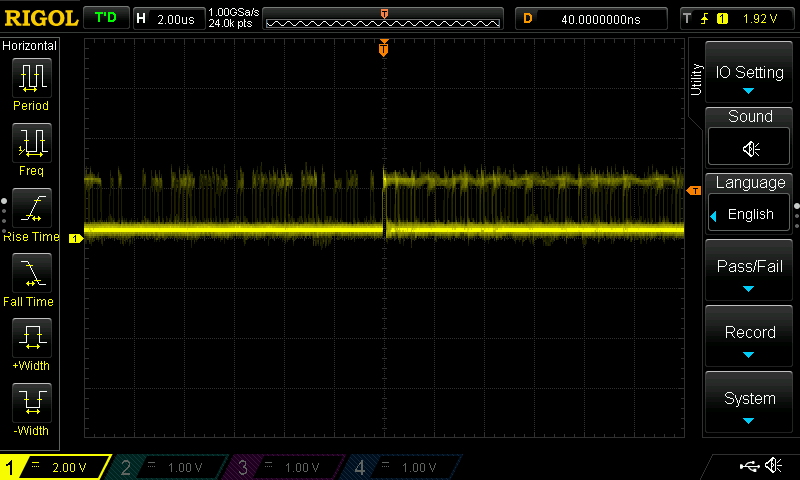 RIGOL T'D H 2.00us 1.00GSa/s 24.0k pts T D 40.0000000ns T 1 1.92 V
Horizontal
Period
Freq
Rise Time
Fall Time
+Width
-Width
T
T
1
Utility
IO Setting
Sound
Language
English
Pass/Fail
Record
System
1 2.00 V 2 1.00 V 3 1.00 V 4 1.00 V